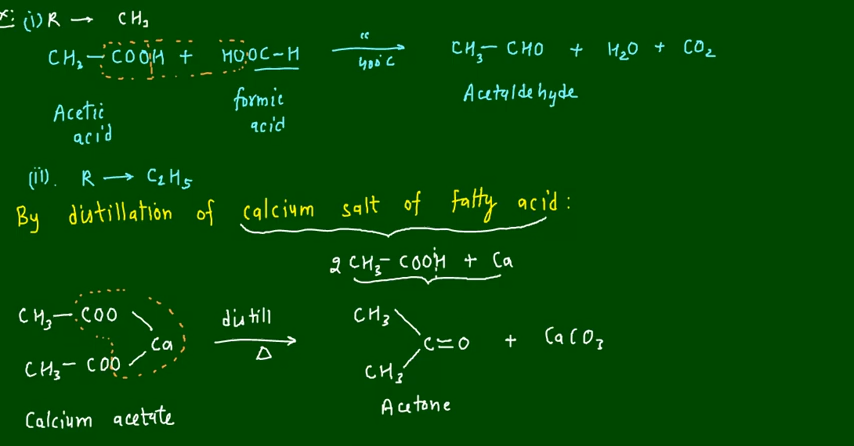 (i) R → CH3
CH3 — COOH + HOOC-H → 400°C CH3 — CHO + H2O + CO2
Acetic acid
formic acid
Acetaldehyde
(ii). R → C2H5
By distillation of calcium salt of fatty acid:
2CH3 - COOH + Ca
CH3 — COO
CH3 — COO
Ca
distill
Δ
CH3
CH3
C=O + CaCO3
Calcium acetate
Acetone